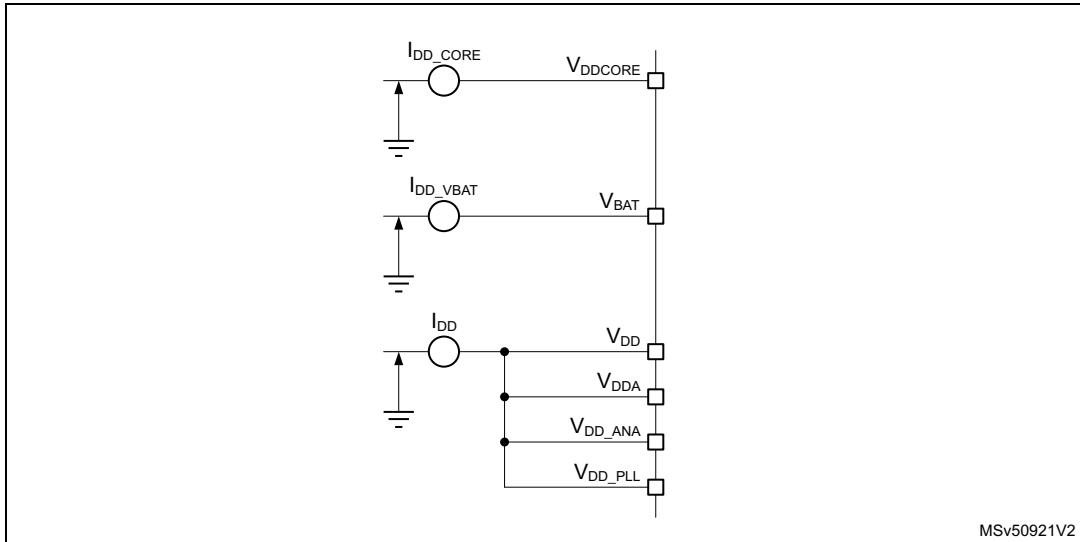 IDD_CORE
VDDCORE
IDD_VBAT
VBAT
IDD
VDD
VDDA
VDD_ANA
VDD_PLL
MSv50921V2